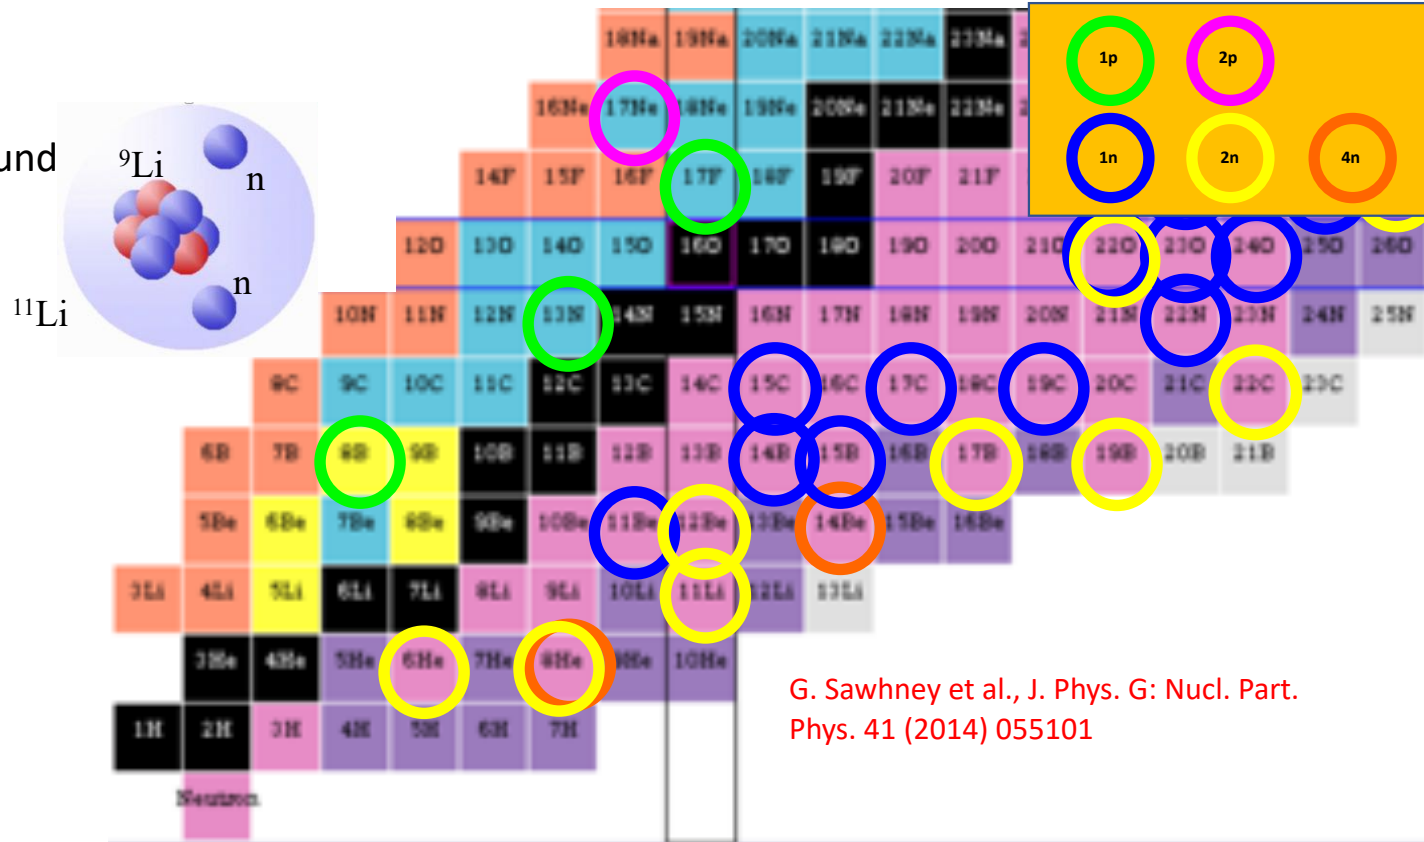 18Na 19Na 20Na 21Na 22Na 23Na
1p 2p
16Ne 17Ne 18Ne 19Ne 20Ne 21Ne 22Ne
und
1n 2n 4n
9Li
n
14F 15F 16F 17F 18F 19F 20F 21F
12O 13O 14O 15O 16O 17O 18O 19O 20O 21O 22O 23O 24O 25O 26O
n
11Li
10N 11N 12N 13N 14N 15N 16N 17N 18N 19N 20N 21N 22N 23N 24N 25N
8C 9C 10C 11C 12C 13C 14C 15C 16C 17C 18C 19C 20C 21C 22C 23C
6B 7B 8B 9B 10B 11B 12B 13B 14B 15B 16B 17B 18B 19B 20B 21B
5Be 6Be 7Be 8Be 9Be 10Be 11Be 12Be 13Be 14Be 15Be 16Be
3Li 4Li 5Li 6Li 7Li 8Li 9Li 10Li 11Li 12Li 13Li
3He 4He 5He 6He 7He 8He 9He 10He
G. Sawhney et al., J. Phys. G: Nucl. Part.
Phys. 41 (2014) 055101
1H 2H 3H 4H 5H 6H 7H
Neutron